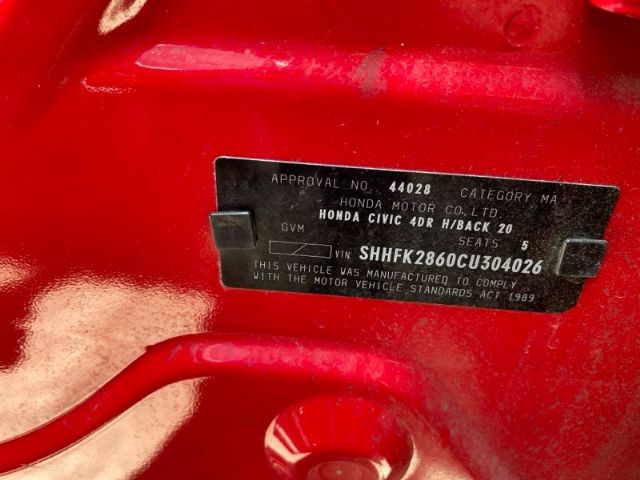 APPROVAL NO. 44028 CATEGORY MA
HONDA MOTOR CO.,LTD.
HONDA CIVIC 4DR H/BACK 20
GVM SEATS 5
VIN SHHFK2860CU304026
THIS VEHICLE WAS MANUFACTURED TO COMPLY
WITH THE MOTOR VEHICLE STANDARDS ACT 1989